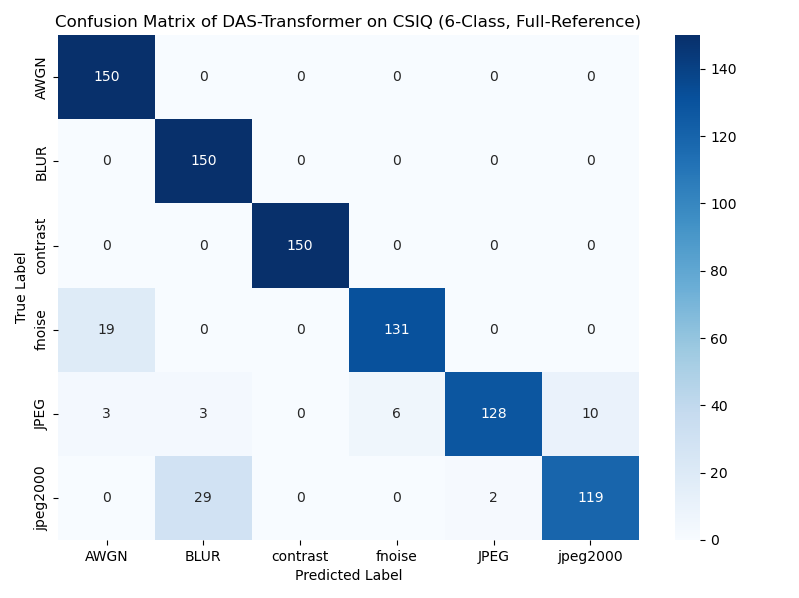 Confusion Matrix of DAS-Transformer on CSIQ (6-Class, Full-Reference)
True Label
AWGN 150 0 0 0 0 0
BLUR 0 150 0 0 0 0
contrast 0 0 150 0 0 0
fnoise 19 0 0 131 0 0
JPEG 3 3 0 6 128 10
jpeg2000 0 29 0 0 2 119
AWGN BLUR contrast fnoise JPEG jpeg2000
Predicted Label
140
120
100
80
60
40
20
0